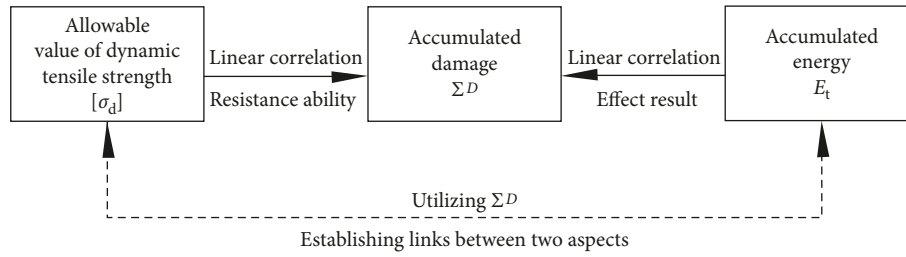 Allowable
value of dynamic
tensile strength
[σd]
Linear correlation
Resistance ability
Accumulated
damage
ΣD
Linear correlation
Effect result
Accumulated
energy
Et
Utilizing ΣD
Establishing links between two aspects